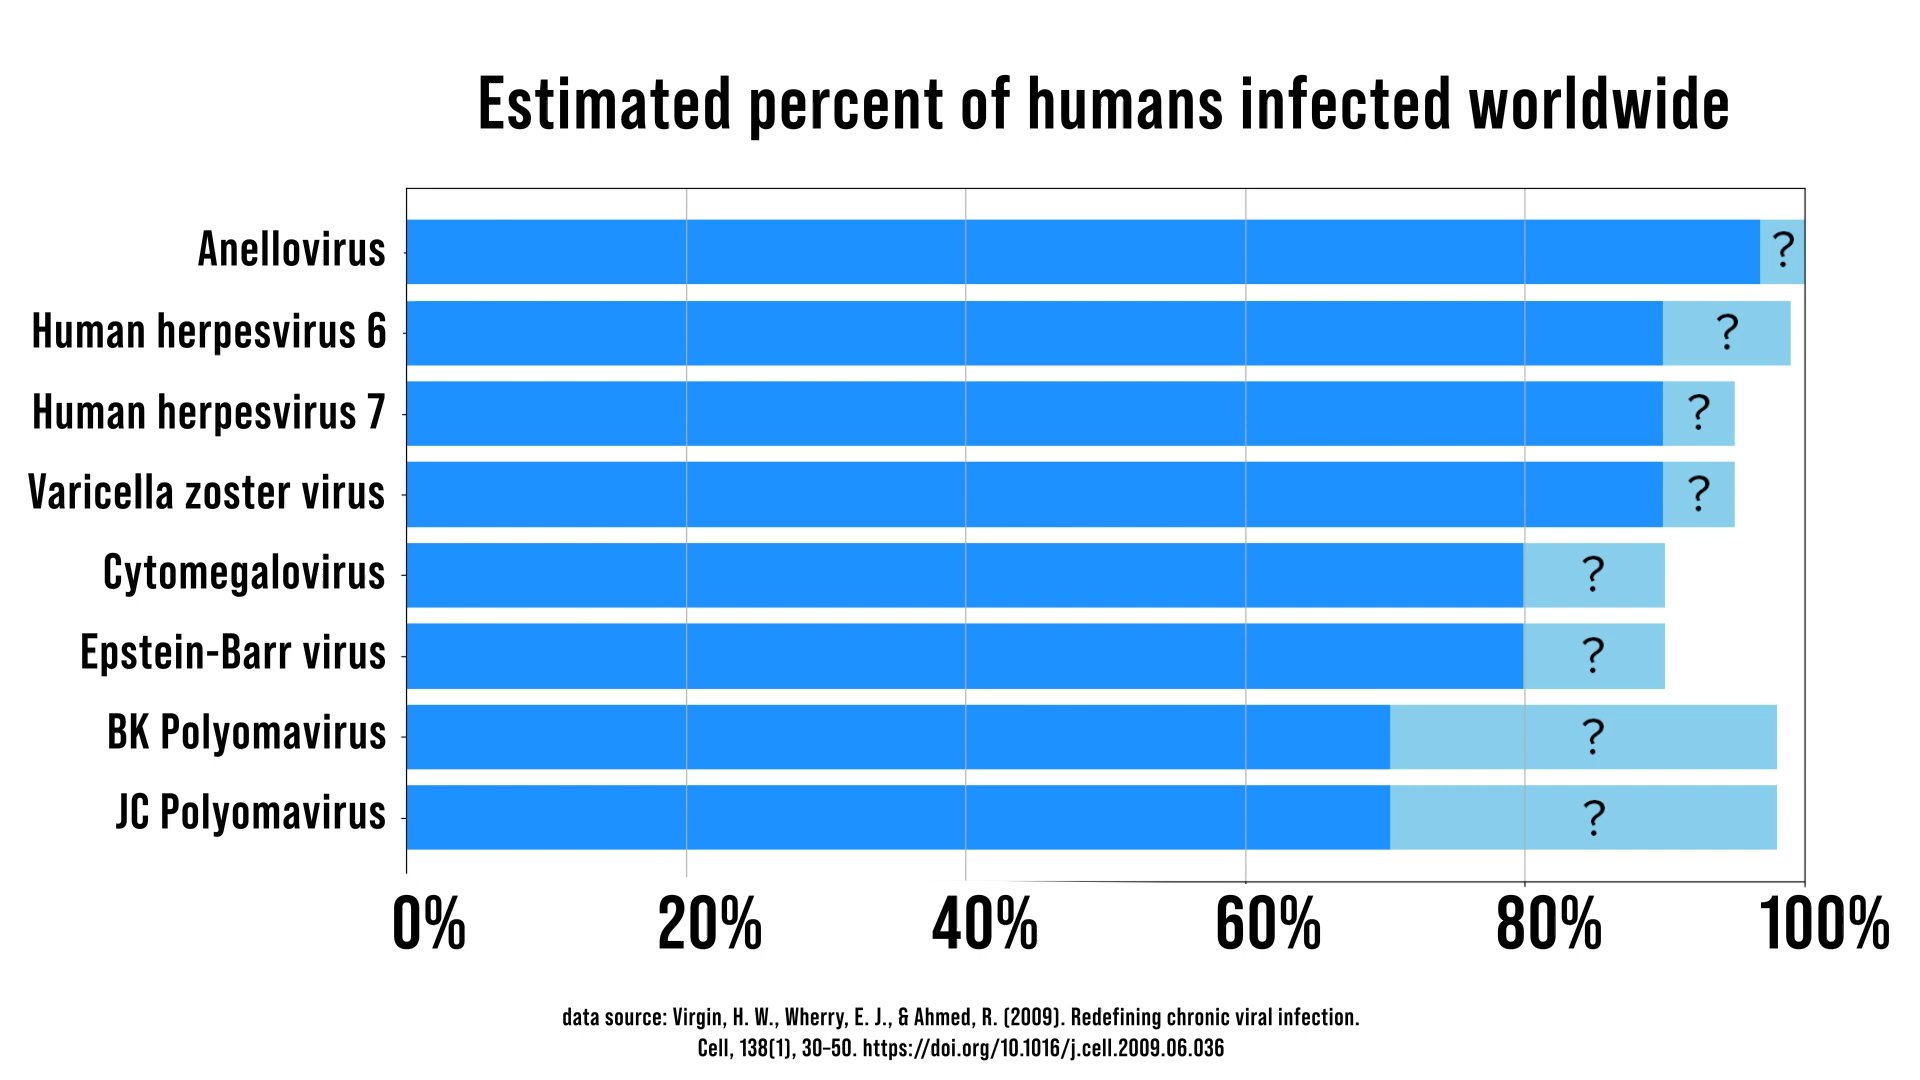 Estimated percent of humans infected worldwide
Anellovirus
?
Human herpesvirus 6
?
Human herpesvirus 7
?
Varicella zoster virus
?
Cytomegalovirus
?
Epstein-Barr virus
?
BK Polyomavirus
?
JC Polyomavirus
?
0% 20% 40% 60% 80% 100%
data source: Virgin, H. W., Wherry, E. J., & Ahmed, R. (2009). Redefining chronic viral infection.
Cell, 138(1), 30–50. https://doi.org/10.1016/j.cell.2009.06.036